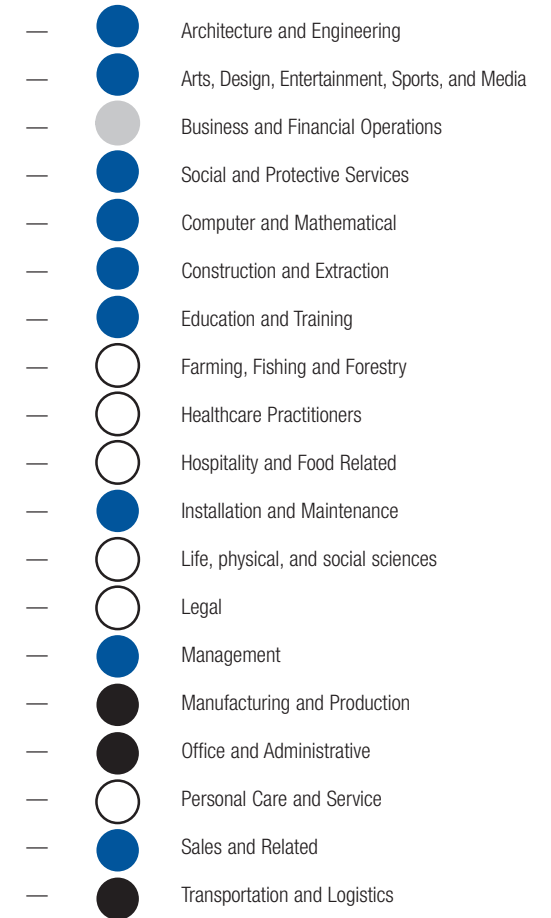 — Architecture and Engineering
— Arts, Design, Entertainment, Sports, and Media
— Business and Financial Operations
— Social and Protective Services
— Computer and Mathematical
— Construction and Extraction
— Education and Training
— Farming, Fishing and Forestry
— Healthcare Practitioners
— Hospitality and Food Related
— Installation and Maintenance
— Life, physical, and social sciences
— Legal
— Management
— Manufacturing and Production
— Office and Administrative
— Personal Care and Service
— Sales and Related
— Transportation and Logistics